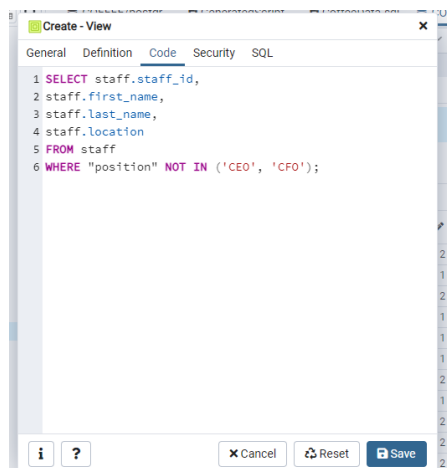 Create - View
General Definition Code Security SQL
1 SELECT staff.staff_id,
2 staff.first_name,
3 staff.last_name,
4 staff.location
5 FROM staff
6 WHERE "position" NOT IN ('CEO', 'CFO');
i ? Cancel Reset Save